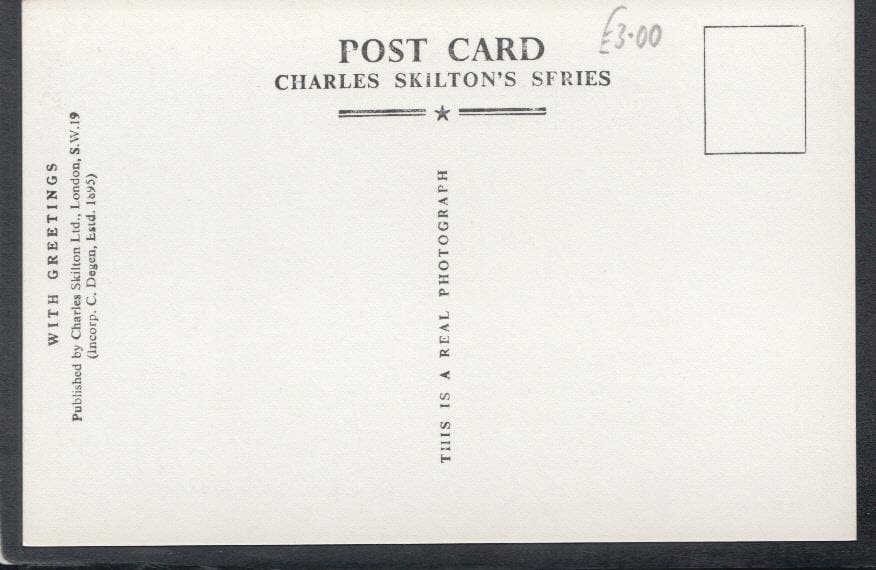 POST CARD
£3.00
CHARLES SKILTON'S SERIES
WITH GREETINGS
Published by Charles Skilton Ltd., London, S.W.19
(Incorp. C. Degen, Estd. 1895)
THIS IS A REAL PHOTOGRAPH